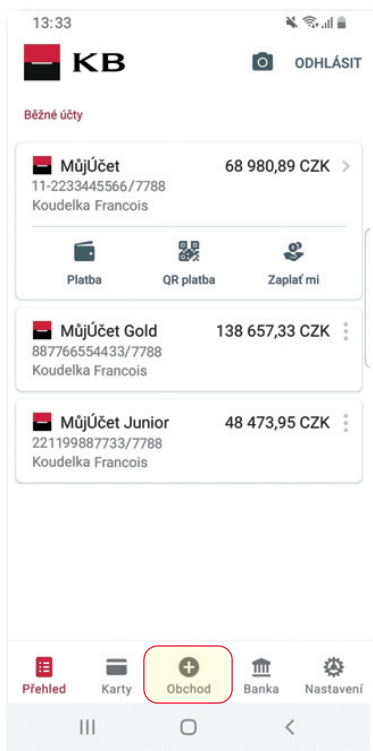 13:33
KB
ODHLÁSIT
Běžné účty
MůjÚčet 68 980,89 CZK
11-2233445566/7788
Koudelka Francois
Platba QR platba Zaplať mi
MůjÚčet Gold 138 657,33 CZK
887766554433/7788
Koudelka Francois
MůjÚčet Junior 48 473,95 CZK
221199887733/7788
Koudelka Francois
Přehled Karty Obchod Banka Nastavení